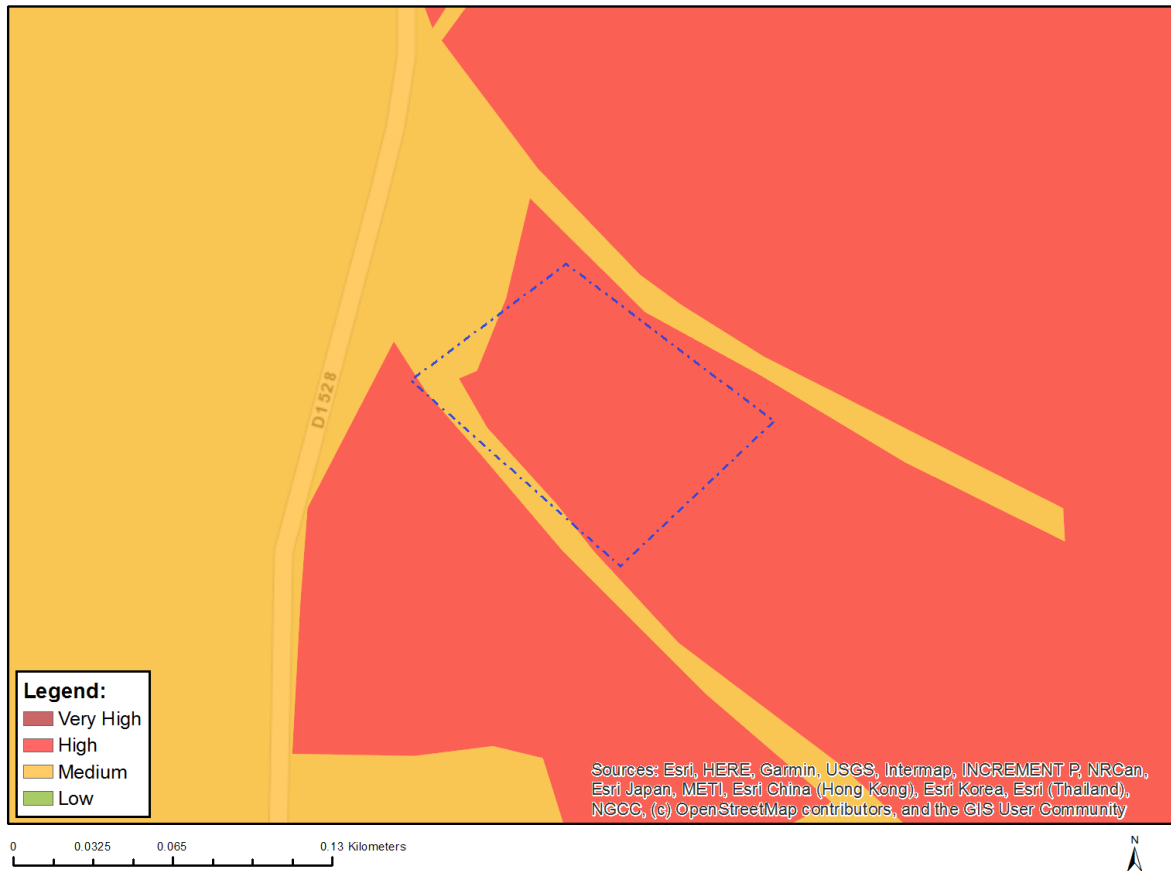 D1528
Legend:
Very High
High
Medium
Low
Sources: Esri, HERE, Garmin, USGS, Intermap, INCREMENT P, NRCan,
Esri Japan, METI, Esri China (Hong Kong), Esri Korea, Esri (Thailand),
NGCC, (c) OpenStreetMap contributors, and the GIS User Community
0 0.0325 0.065 0.13 Kilometers
N